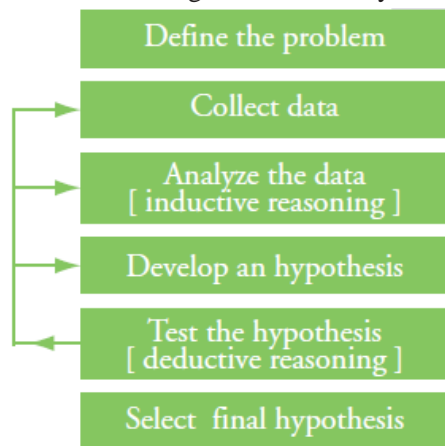 Define the problem
Collect data
Analyze the data
[ inductive reasoning ]
Develop an hypothesis
Test the hypothesis
[ deductive reasoning ]
Select final hypothesis